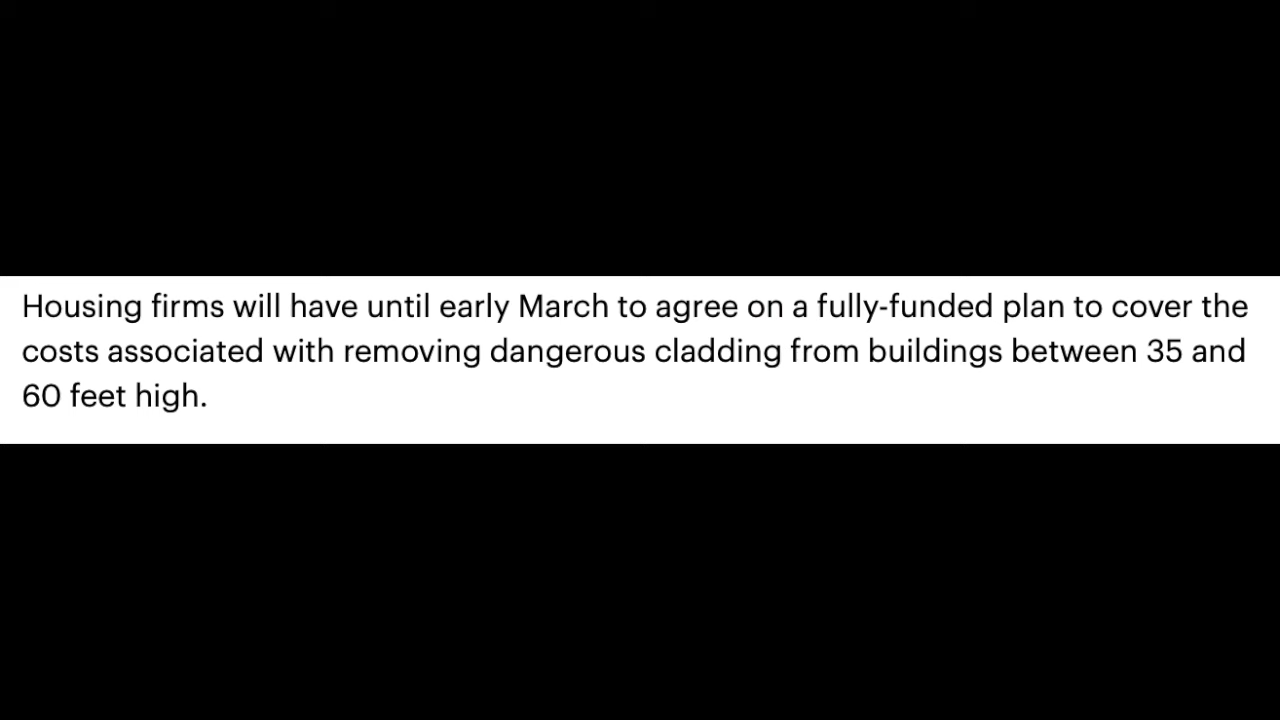 Housing firms will have until early March to agree on a fully-funded plan to cover the
costs associated with removing dangerous cladding from buildings between 35 and
60 feet high.